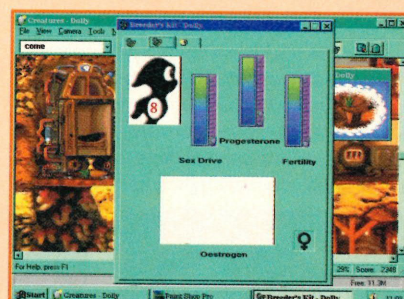 Creatures - Dolly
File View Camera Tools
come
Breeder's Kit - Dolly
Dolly
8
Progesterone
Sex Drive
Fertility
Oestrogen
♀
For Help, press F1
29% Score: 2348
Free: 11.3M
Start Creatures - Dolly Paint Shop Pro Breeder's Kit - Dolly